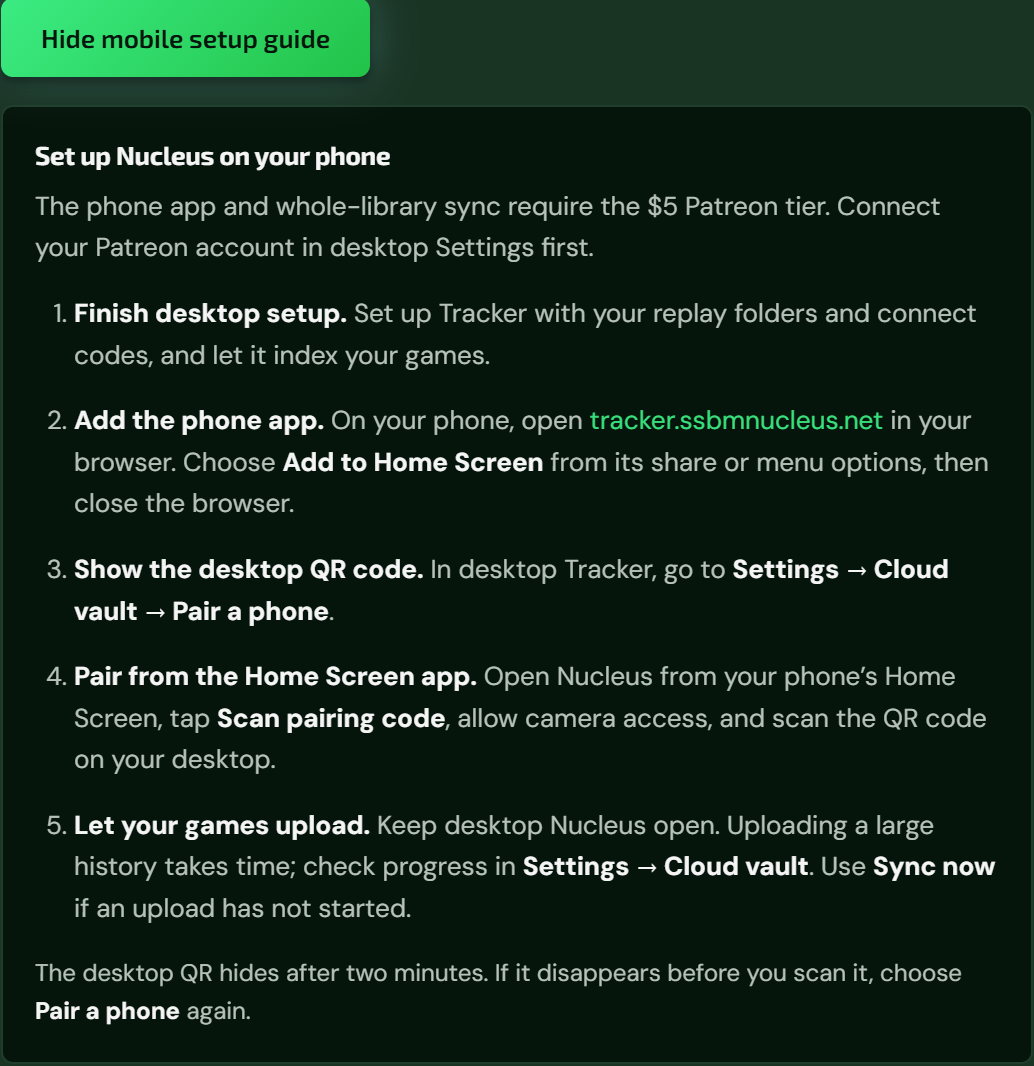 Hide mobile setup guide
Set up Nucleus on your phone
The phone app and whole-library sync require the $5 Patreon tier. Connect
your Patreon account in desktop Settings first.
1. Finish desktop setup. Set up Tracker with your replay folders and connect
codes, and let it index your games.
2. Add the phone app. On your phone, open tracker.ssbmnucleus.net in your
browser. Choose Add to Home Screen from its share or menu options, then
close the browser.
3. Show the desktop QR code. In desktop Tracker, go to Settings → Cloud
vault → Pair a phone.
4. Pair from the Home Screen app. Open Nucleus from your phone’s Home
Screen, tap Scan pairing code, allow camera access, and scan the QR code
on your desktop.
5. Let your games upload. Keep desktop Nucleus open. Uploading a large
history takes time; check progress in Settings → Cloud vault. Use Sync now
if an upload has not started.
The desktop QR hides after two minutes. If it disappears before you scan it, choose
Pair a phone again.